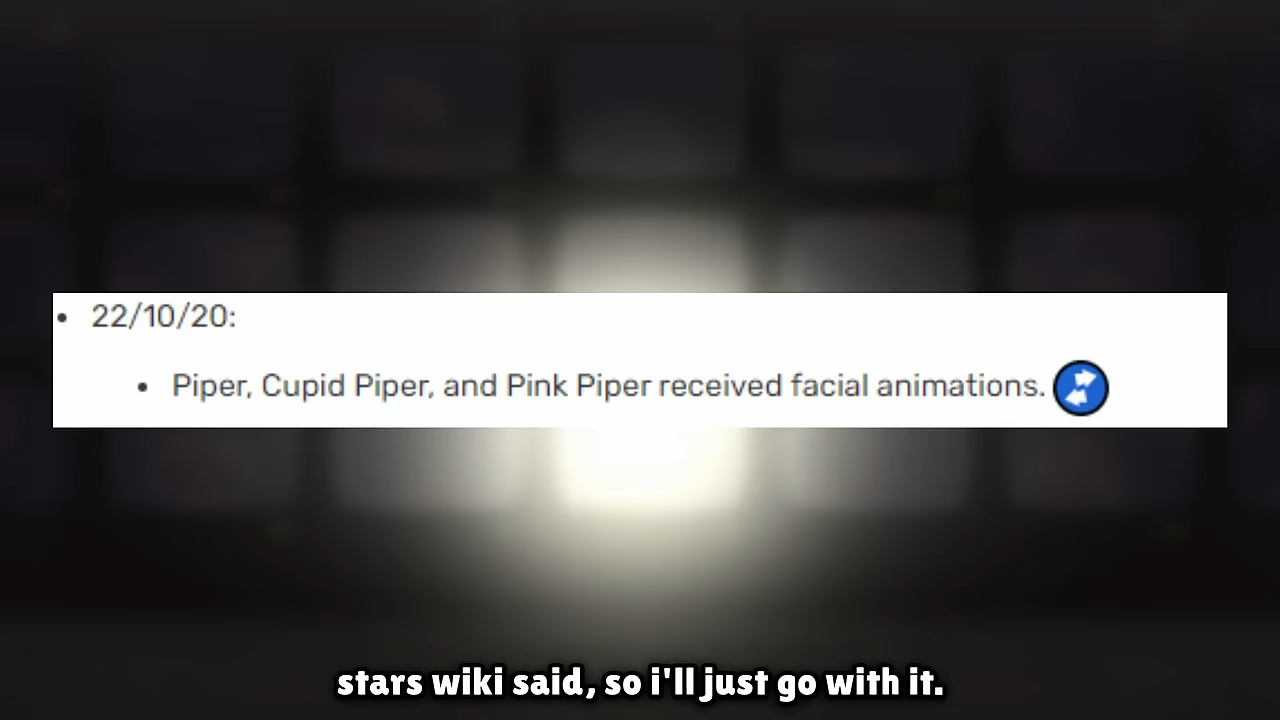 • 22/10/20:
• Piper, Cupid Piper, and Pink Piper received facial animations.
stars wiki said, so i'll just go with it.